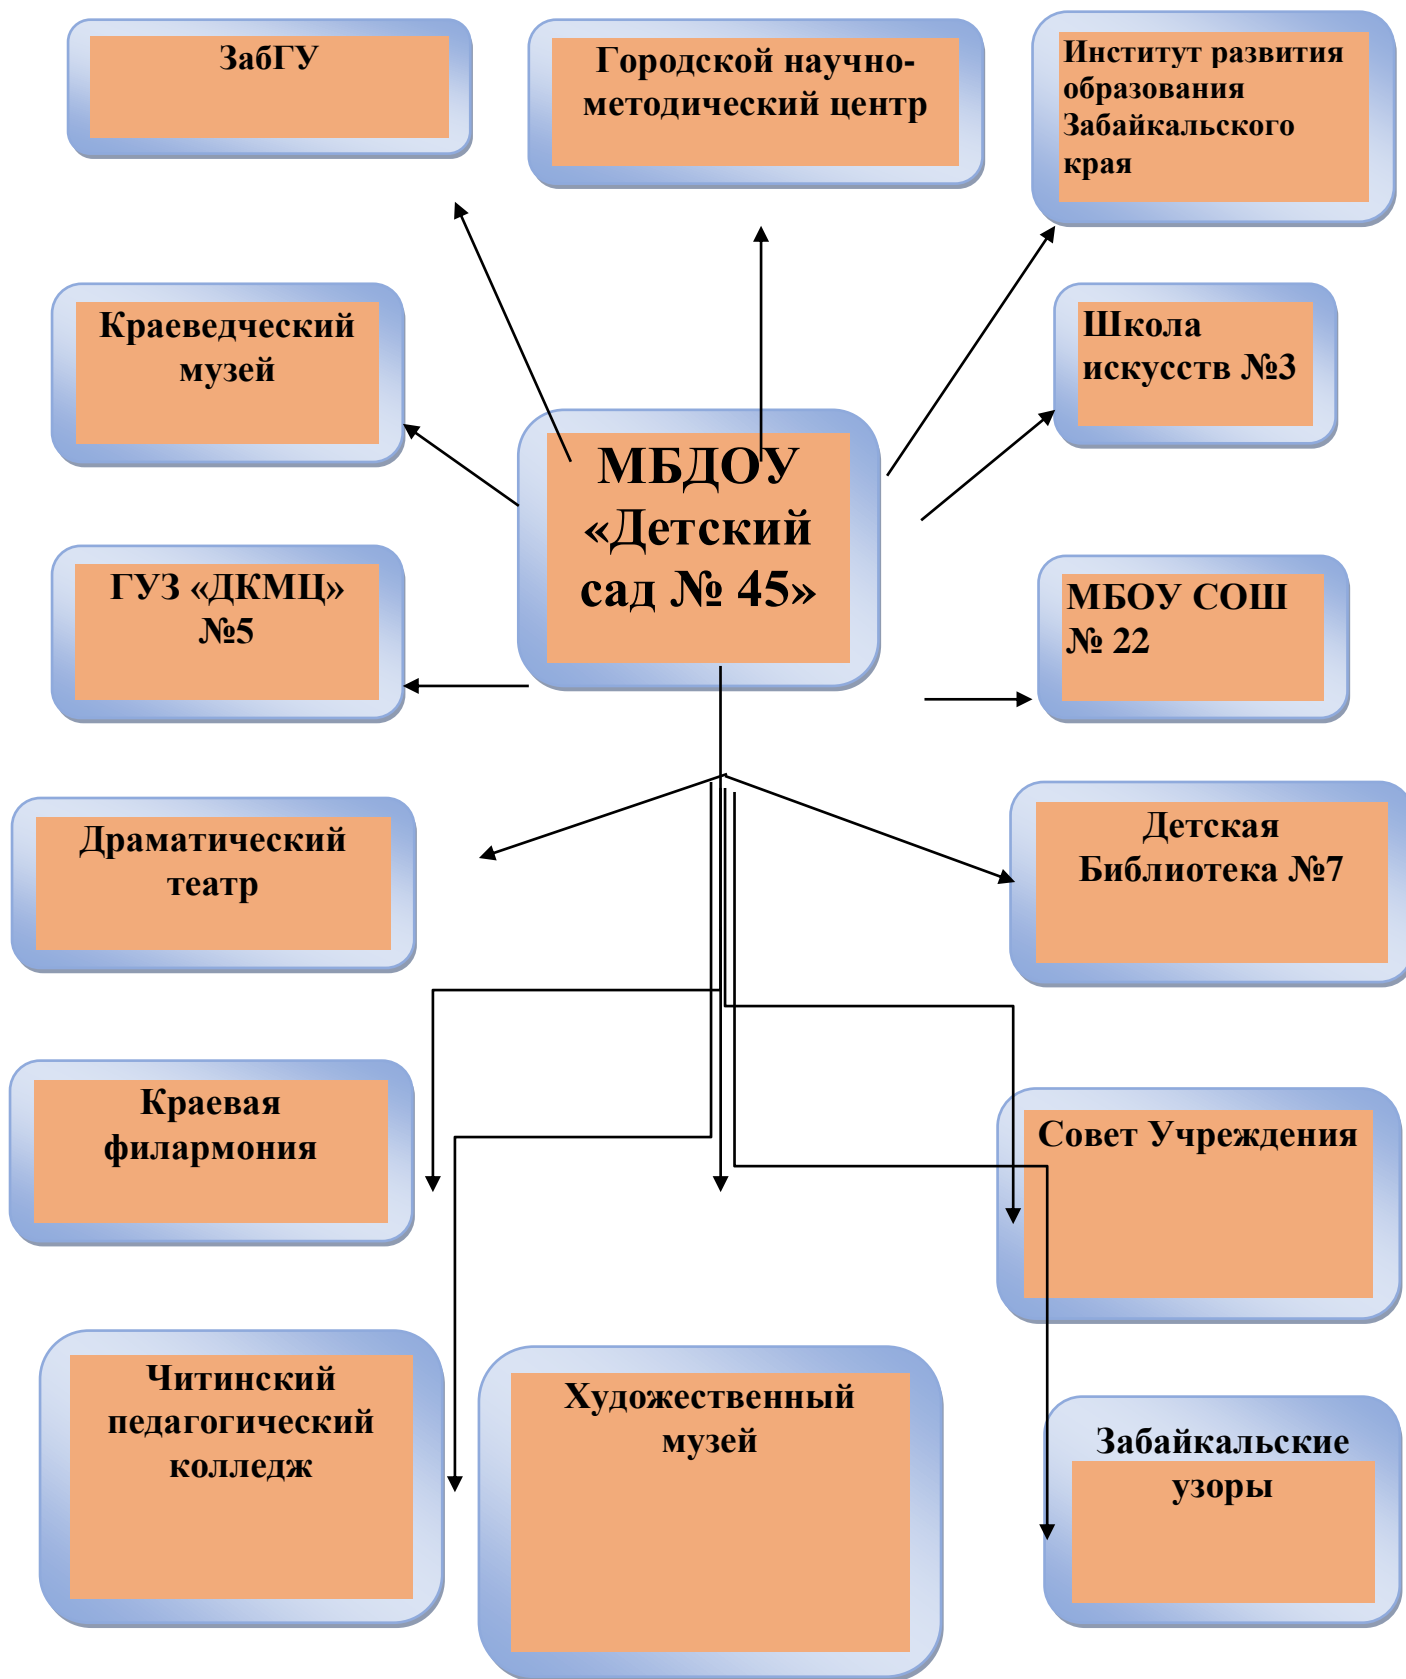 ЗабГУ
Городской научно-
методический центр
Институт развития
образования
Забайкальского
края
Краеведческий
музей
Школа
искусств №3
МБДОУ
«Детский
сад № 45»
ГУЗ «ДКМЦ»
№5
МБОУ СОШ
№ 22
Драматический
театр
Детская
Библиотека №7
Краевая
филармония
Совет Учреждения
Читинский
педагогический
колледж
Художественный
музей
Забайкальские
узоры